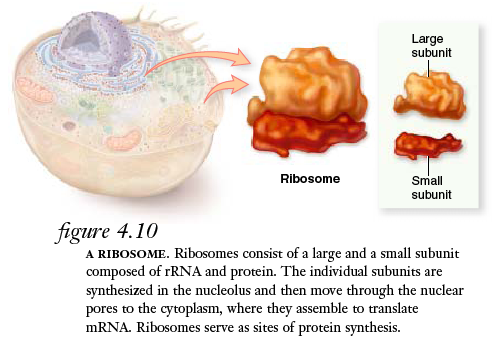 Large
subunit
Ribosome
Small
subunit
figure 4.10
A RIBOSOME. Ribosomes consist of a large and a small subunit
composed of rRNA and protein. The individual subunits are
synthesized in the nucleolus and then move through the nuclear
pores to the cytoplasm, where they assemble to translate
mRNA. Ribosomes serve as sites of protein synthesis.